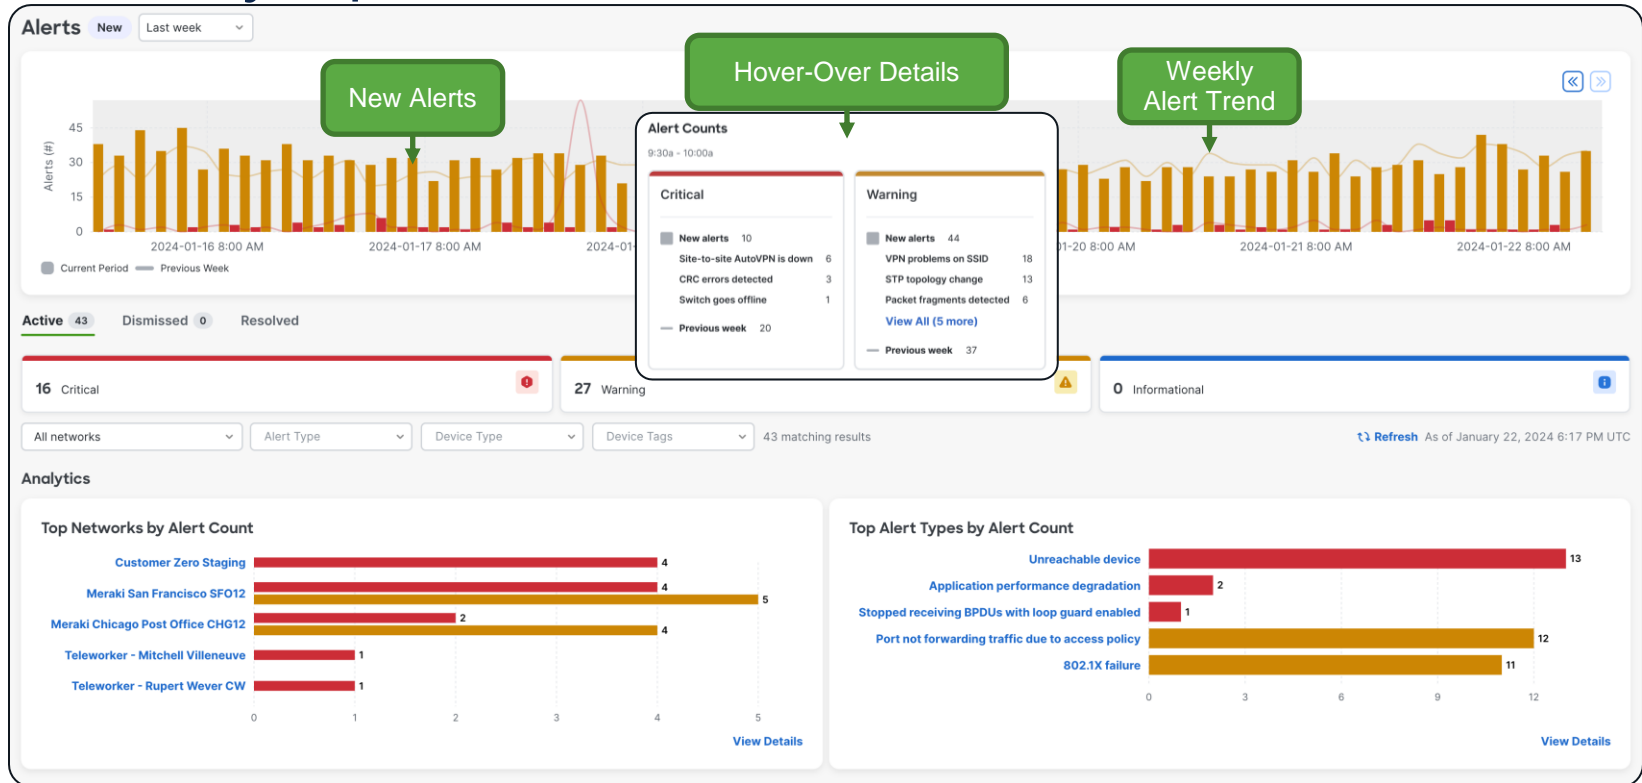 Alerts New Last week
New Alerts
Hover-Over Details
Weekly
Alert Trend
Alerts (#)
45
30
15
0
2024-01-16 8:00 AM 2024-01-17 8:00 AM 2024-01- 01-20 8:00 AM 2024-01-21 8:00 AM 2024-01-22 8:00 AM
Current Period Previous Week
Alert Counts
9:30a - 10:00a
Critical
New alerts 10
Site-to-site AutoVPN is down 6
CRC errors detected 3
Switch goes offline 1
Previous week 20
Warning
New alerts 44
VPN problems on SSID 18
STP topology change 13
Packet fragments detected 6
View All (5 more)
Previous week 37
Active 43 Dismissed 0 Resolved
16 Critical
27 Warning
0 Informational
All networks Alert Type Device Type Device Tags 43 matching results
Refresh As of January 22, 2024 6:17 PM UTC
Analytics
Top Networks by Alert Count
Customer Zero Staging 4
Meraki San Francisco SFO12 4
5
Meraki Chicago Post Office CHG12 2
4
Teleworker - Mitchell Villeneuve 1
Teleworker - Rupert Wever CW 1
0 1 2 3 4 5
View Details
Top Alert Types by Alert Count
Unreachable device 13
Application performance degradation 2
Stopped receiving BPDUs with loop guard enabled 1
Port not forwarding traffic due to access policy 12
802.1X failure 11
0 3 6 9 12
View Details